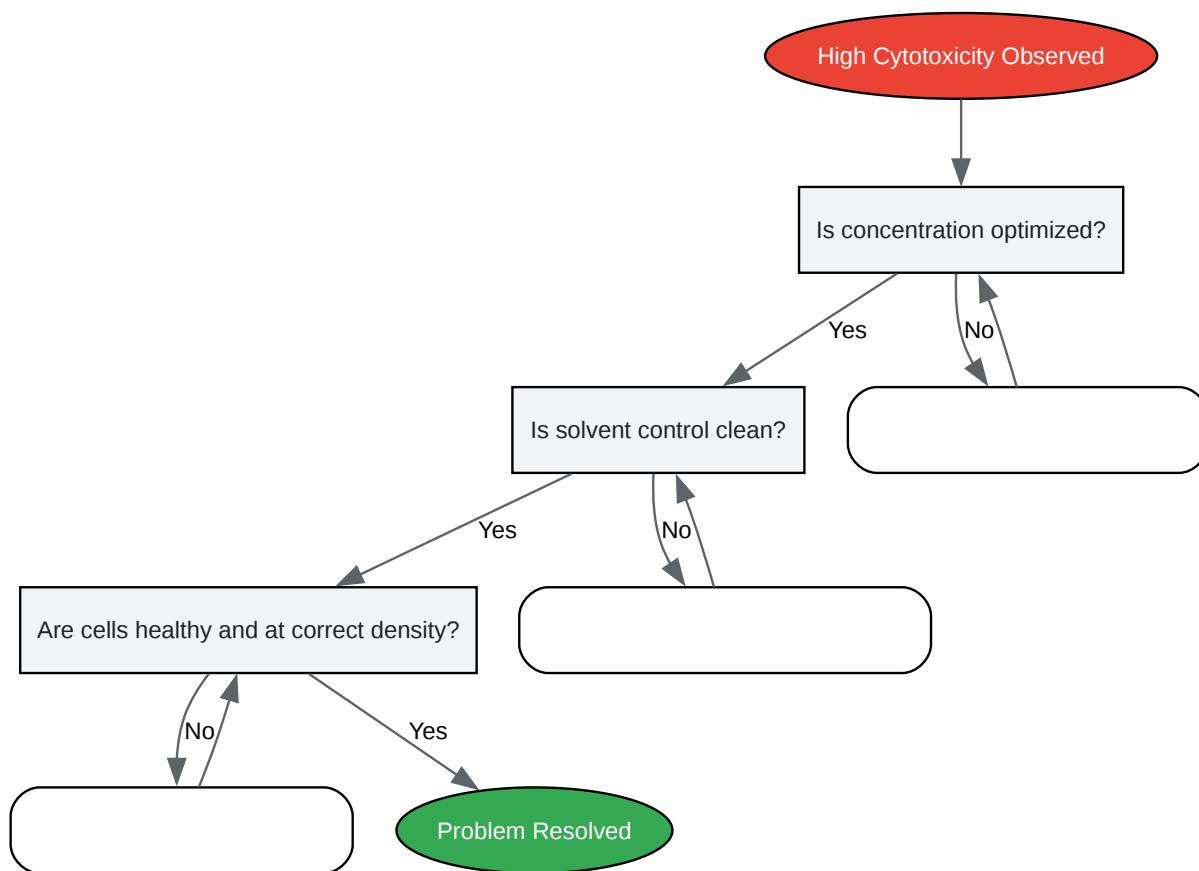 High Cytotoxicity Observed
Is concentration optimized?
Yes
No
Is solvent control clean?
Yes
No
Are cells healthy and at correct density?
No
Yes
Problem Resolved